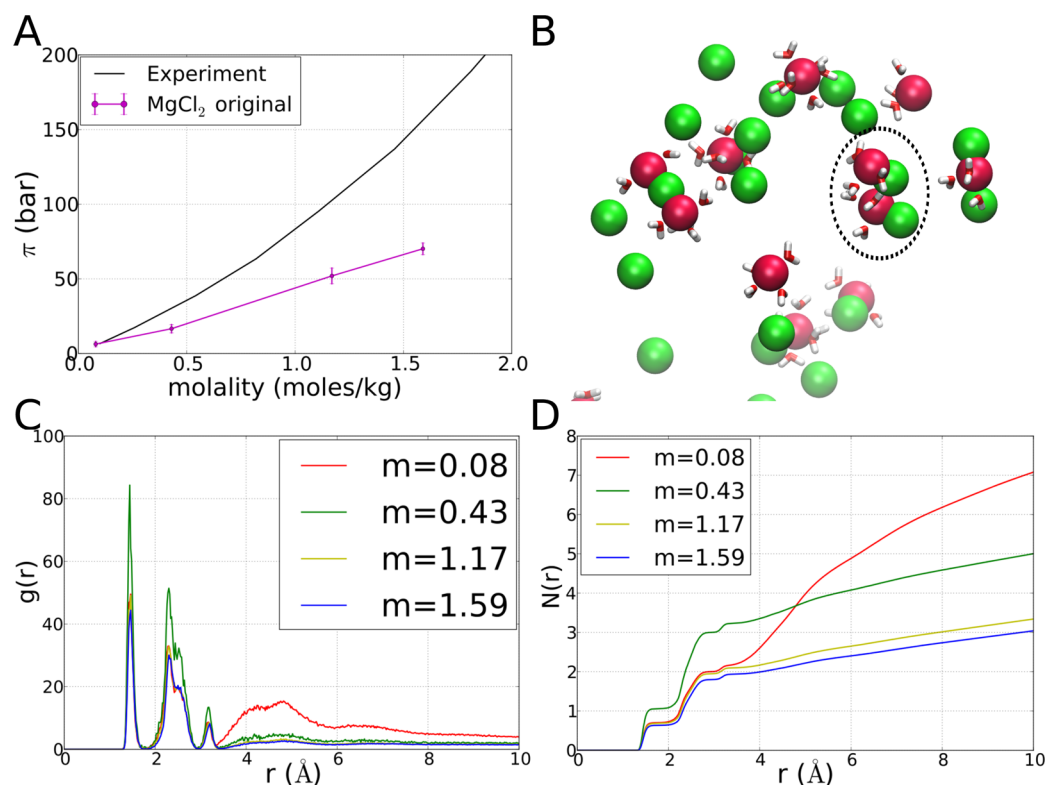 A
200
150
100
50
0
π (bar)
Experiment
MgCl₂ original
0.0 0.5 1.0 1.5 2.0
molality (moles/kg)
B
C
100
80
60
40
20
0
g(r)
m=0.08
m=0.43
m=1.17
m=1.59
0 2 4 6 8 10
r (Å)
D
8
7
6
5
4
3
2
1
0
N(r)
m=0.08
m=0.43
m=1.17
m=1.59
0 2 4 6 8 10
r (Å)